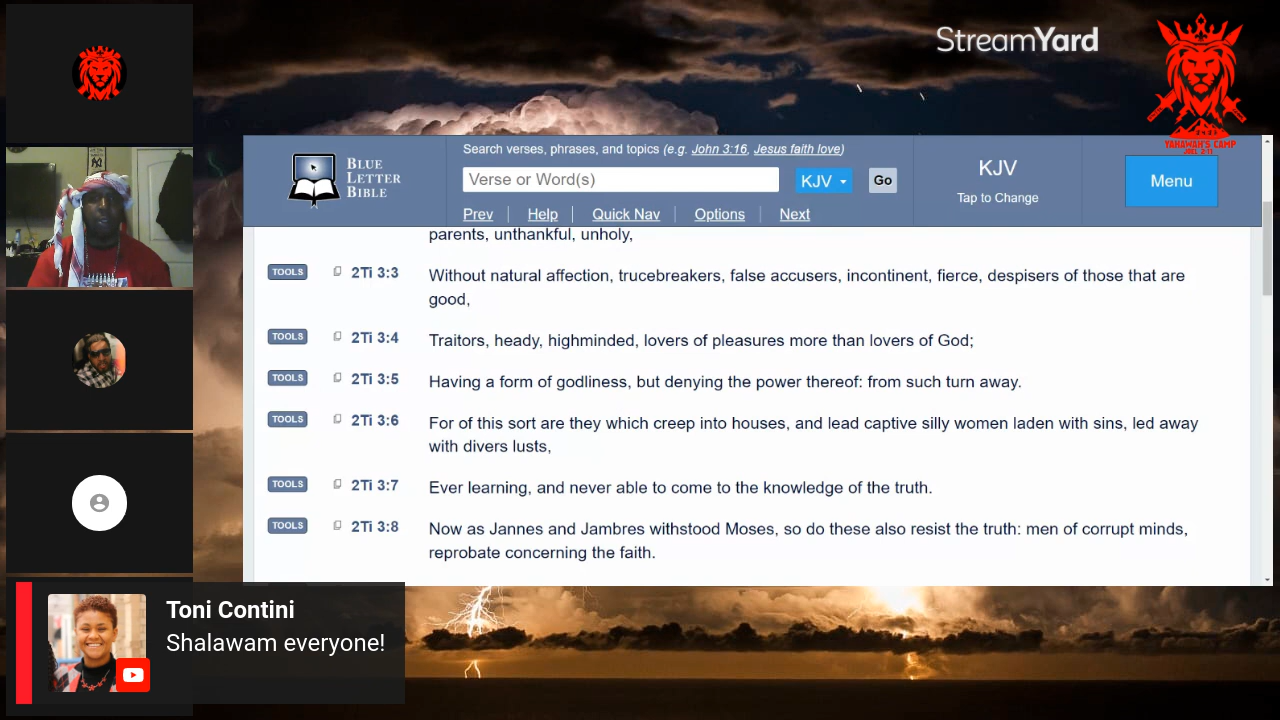 StreamYard
YAHAWAH'S CAMP
JOEL 2:11
BLUE
LETTER
BIBLE
Search verses, phrases, and topics (e.g. John 3:16, Jesus faith love)
Verse or Word(s)
KJV
Go
Prev | Help | Quick Nav | Options | Next
KJV
Tap to Change
Menu
parents, unthankful, unholy,
TOOLS 2Ti 3:3 Without natural affection, trucebreakers, false accusers, incontinent, fierce, despisers of those that are
good,
TOOLS 2Ti 3:4 Traitors, heady, highminded, lovers of pleasures more than lovers of God;
TOOLS 2Ti 3:5 Having a form of godliness, but denying the power thereof: from such turn away.
TOOLS 2Ti 3:6 For of this sort are they which creep into houses, and lead captive silly women laden with sins, led away
with divers lusts,
TOOLS 2Ti 3:7 Ever learning, and never able to come to the knowledge of the truth.
TOOLS 2Ti 3:8 Now as Jannes and Jambres withstood Moses, so do these also resist the truth: men of corrupt minds,
reprobate concerning the faith.
Toni Contini
Shalawam everyone!